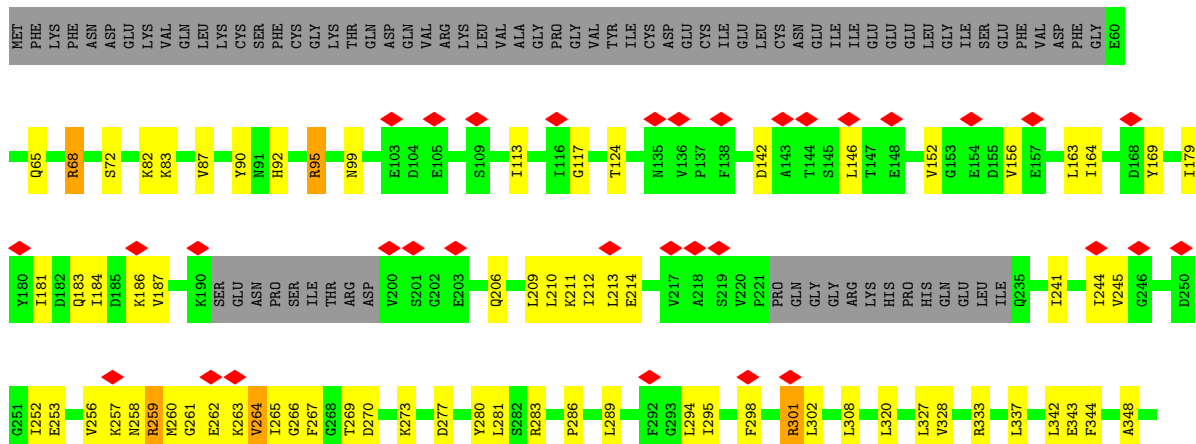 MET PHE LYS PHE ASN ASP GLU LYS VAL GLN LEU LYS CYS SER PHE CYS GLY LYS THR GLN ASP GLN VAL ARG LYS LEU VAL ALA GLY PRO GLY VAL TYR ILE CYS ASP GLU CYS ILE GLU LEU CYS ASN GLU ILE ILE GLU GLU GLU LEU GLY ILE SER GLU PHE VAL ASP PHE GLY E60
Q65 R68 S72 K82 K83 V87 Y90 N91 H92 R95 N99 E103 D104 E105 S109 I113 I116 G117 T124 N135 V136 P137 F138 D142 A143 T144 S145 L146 T147 E148 V152 G153 E154 D155 V156 E157 L163 I164 D168 Y169 I179
Y180 I181 D182 Q183 I184 D185 K186 V187 K190 SER GLU ASN PRO SER ILE THR ARG ASP V200 S201 G202 E203 Q206 L209 L210 K211 I212 L213 E214 V217 A218 S219 V220 P221 PRO GLN GLY GLY ARG LYS HIS PRO HIS GLN GLU LEU ILE Q235 I241 I244 V245 G246 D250
G251 I252 E253 V256 K257 N258 R259 M260 G261 E262 K263 V264 I265 G266 F267 G268 T269 D270 K273 D277 Y280 L281 S282 R283 P286 L289 F292 G293 L294 I295 F298 R301 L302 L308 L320 L327 V328 R333 L337 L342 E343 F344 A348